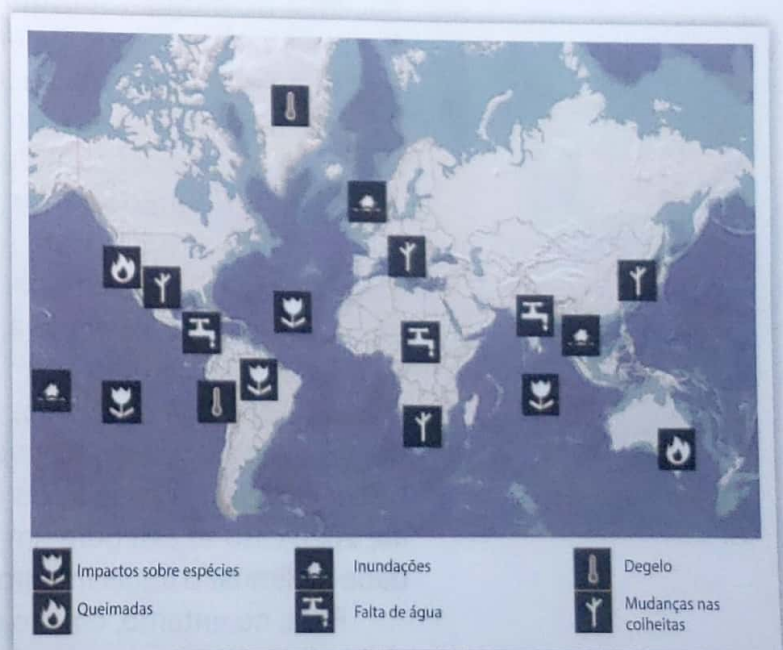 Impactos sobre espécies
Inundações
Degelo
Queimadas
Falta de água
Mudanças nas
colheitas